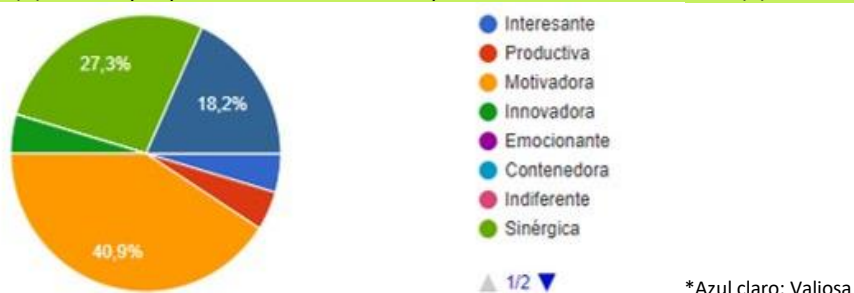 27,3%
18,2%
40,9%
Interesante
Productiva
Motivadora
Innovadora
Emocionante
Contenedora
Indiferente
Sinérgica
1/2
*Azul claro: Valiosa